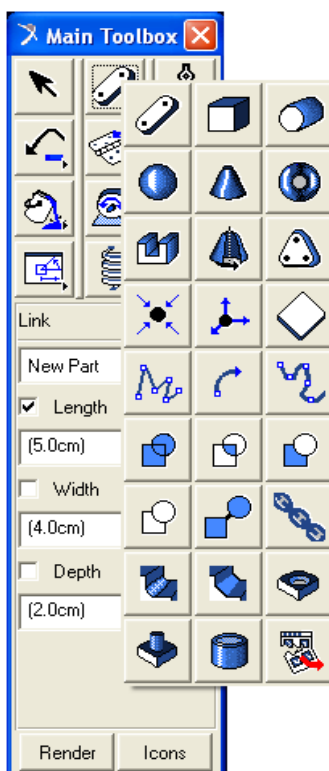 Main Toolbox
Link
New Part
Length
(5.0cm)
Width
(4.0cm)
Depth
(2.0cm)
Render Icons